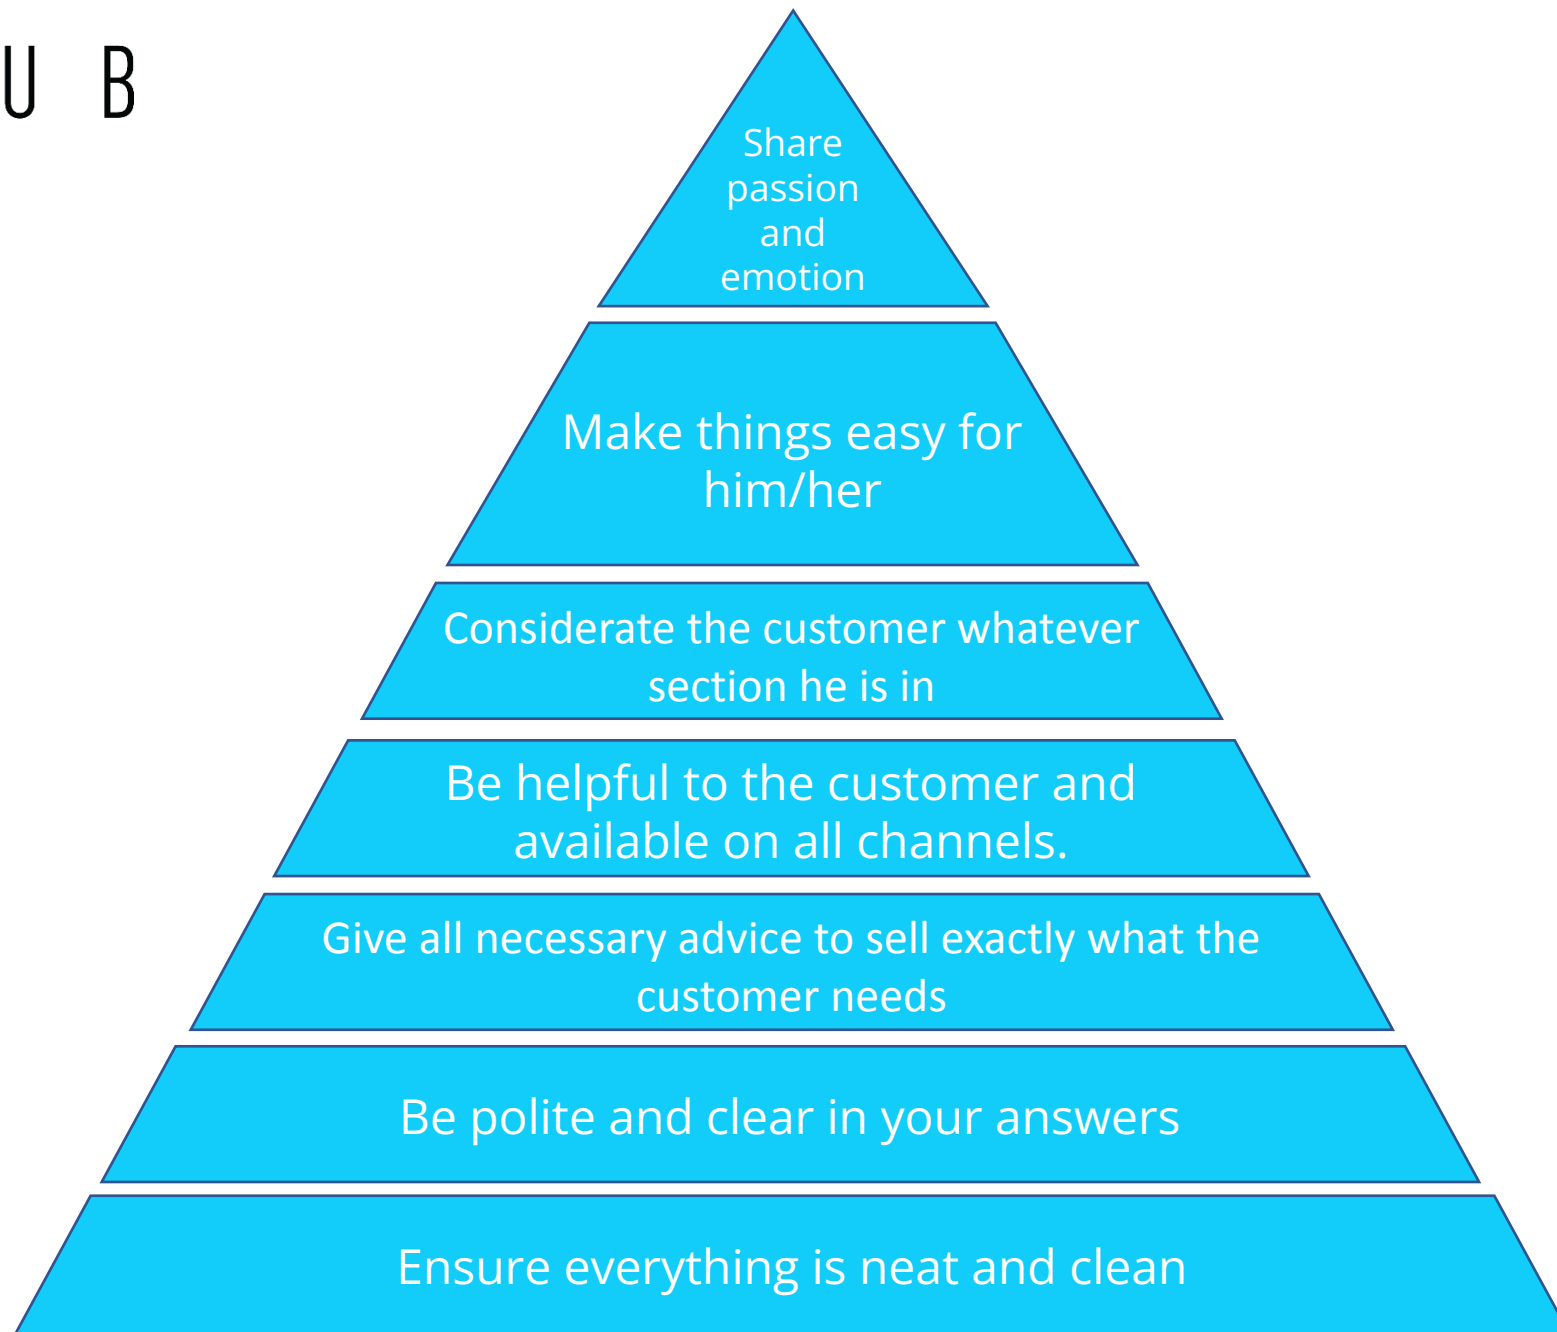 U B
Share
passion
and
emotion
Make things easy for
him/her
Considerate the customer whatever
section he is in
Be helpful to the customer and
available on all channels.
Give all necessary advice to sell exactly what the
customer needs
Be polite and clear in your answers
Ensure everything is neat and clean